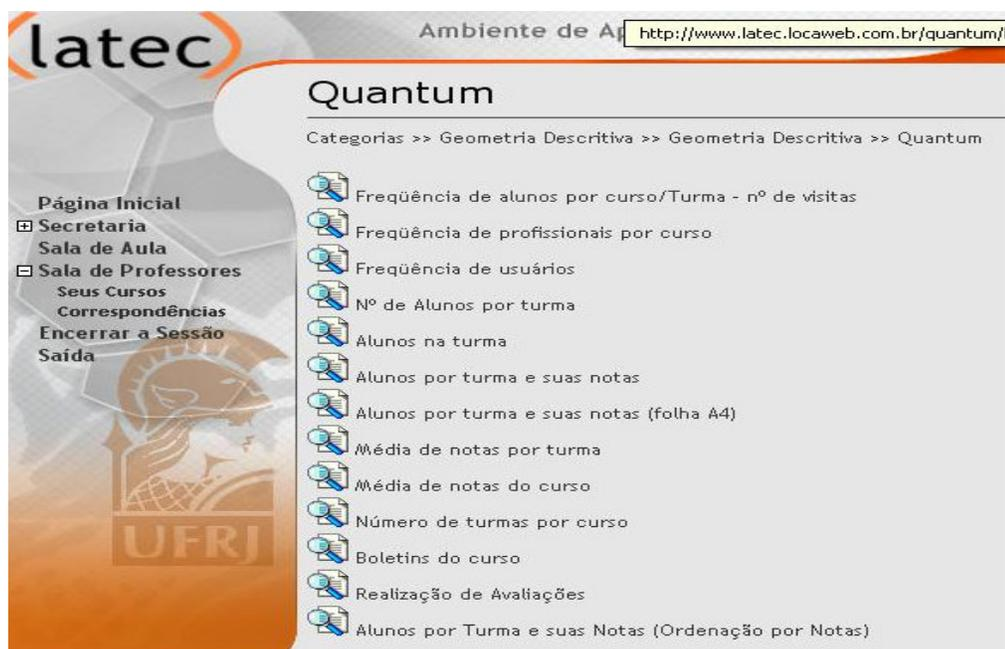 (latec)
Ambiente de Ap
http://www.latec.locaweb.com.br/quantum/
Quantum
Categorias >> Geometria Descritiva >> Geometria Descritiva >> Quantum
Página Inicial
Secretaria
Sala de Aula
Sala de Professores
Seus Cursos
Correspondências
Encerrar a Sessão
Saída
UFRJ
Freqüência de alunos por curso/Turma - nº de visitas
Freqüência de profissionais por curso
Freqüência de usuários
Nº de Alunos por turma
Alunos na turma
Alunos por turma e suas notas
Alunos por turma e suas notas (folha A4)
Média de notas por turma
Média de notas do curso
Número de turmas por curso
Boletins do curso
Realização de Avaliações
Alunos por Turma e suas Notas (Ordenação por Notas)